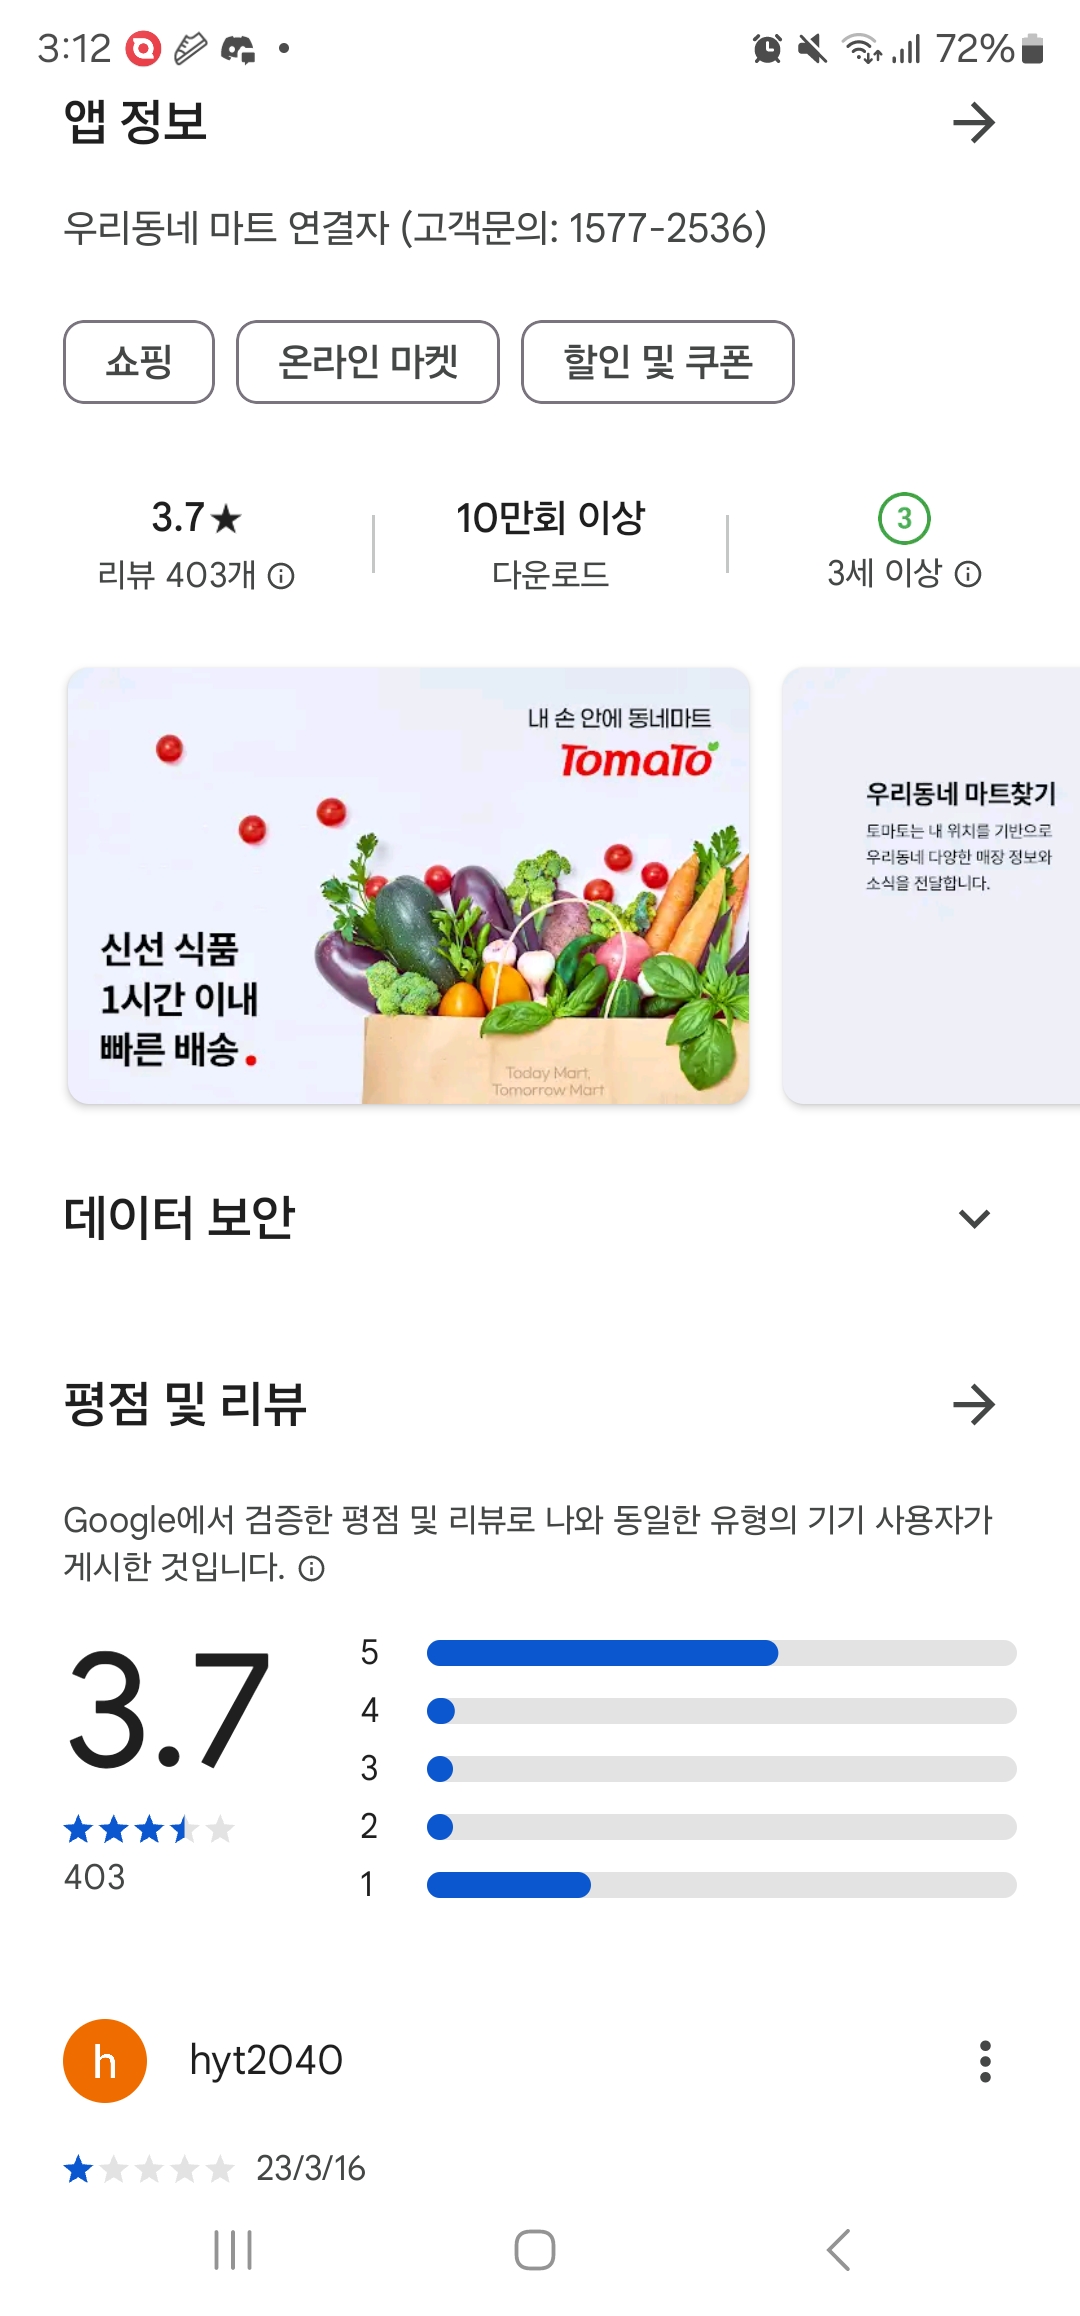 3:12
72%
앱 정보
우리동네 마트 연결자 (고객문의: 1577-2536)
쇼핑
온라인 마켓
할인 및 쿠폰
3.7★
리뷰 403개
10만회 이상
다운로드
3
3세 이상
내 손 안에 동네마트
TomaTo
신선 식품
1시간 이내
빠른 배송.
Today Mart,
Tomorrow Mart
우리동네 마트찾기
토마토는 내 위치를 기반으로
우리동네 다양한 매장 정보와
소식을 전달합니다.
데이터 보안
평점 및 리뷰
Google에서 검증한 평점 및 리뷰로 나와 동일한 유형의 기기 사용자가
게시한 것입니다.
3.7
403
5
4
3
2
1
h
hyt2040
23/3/16